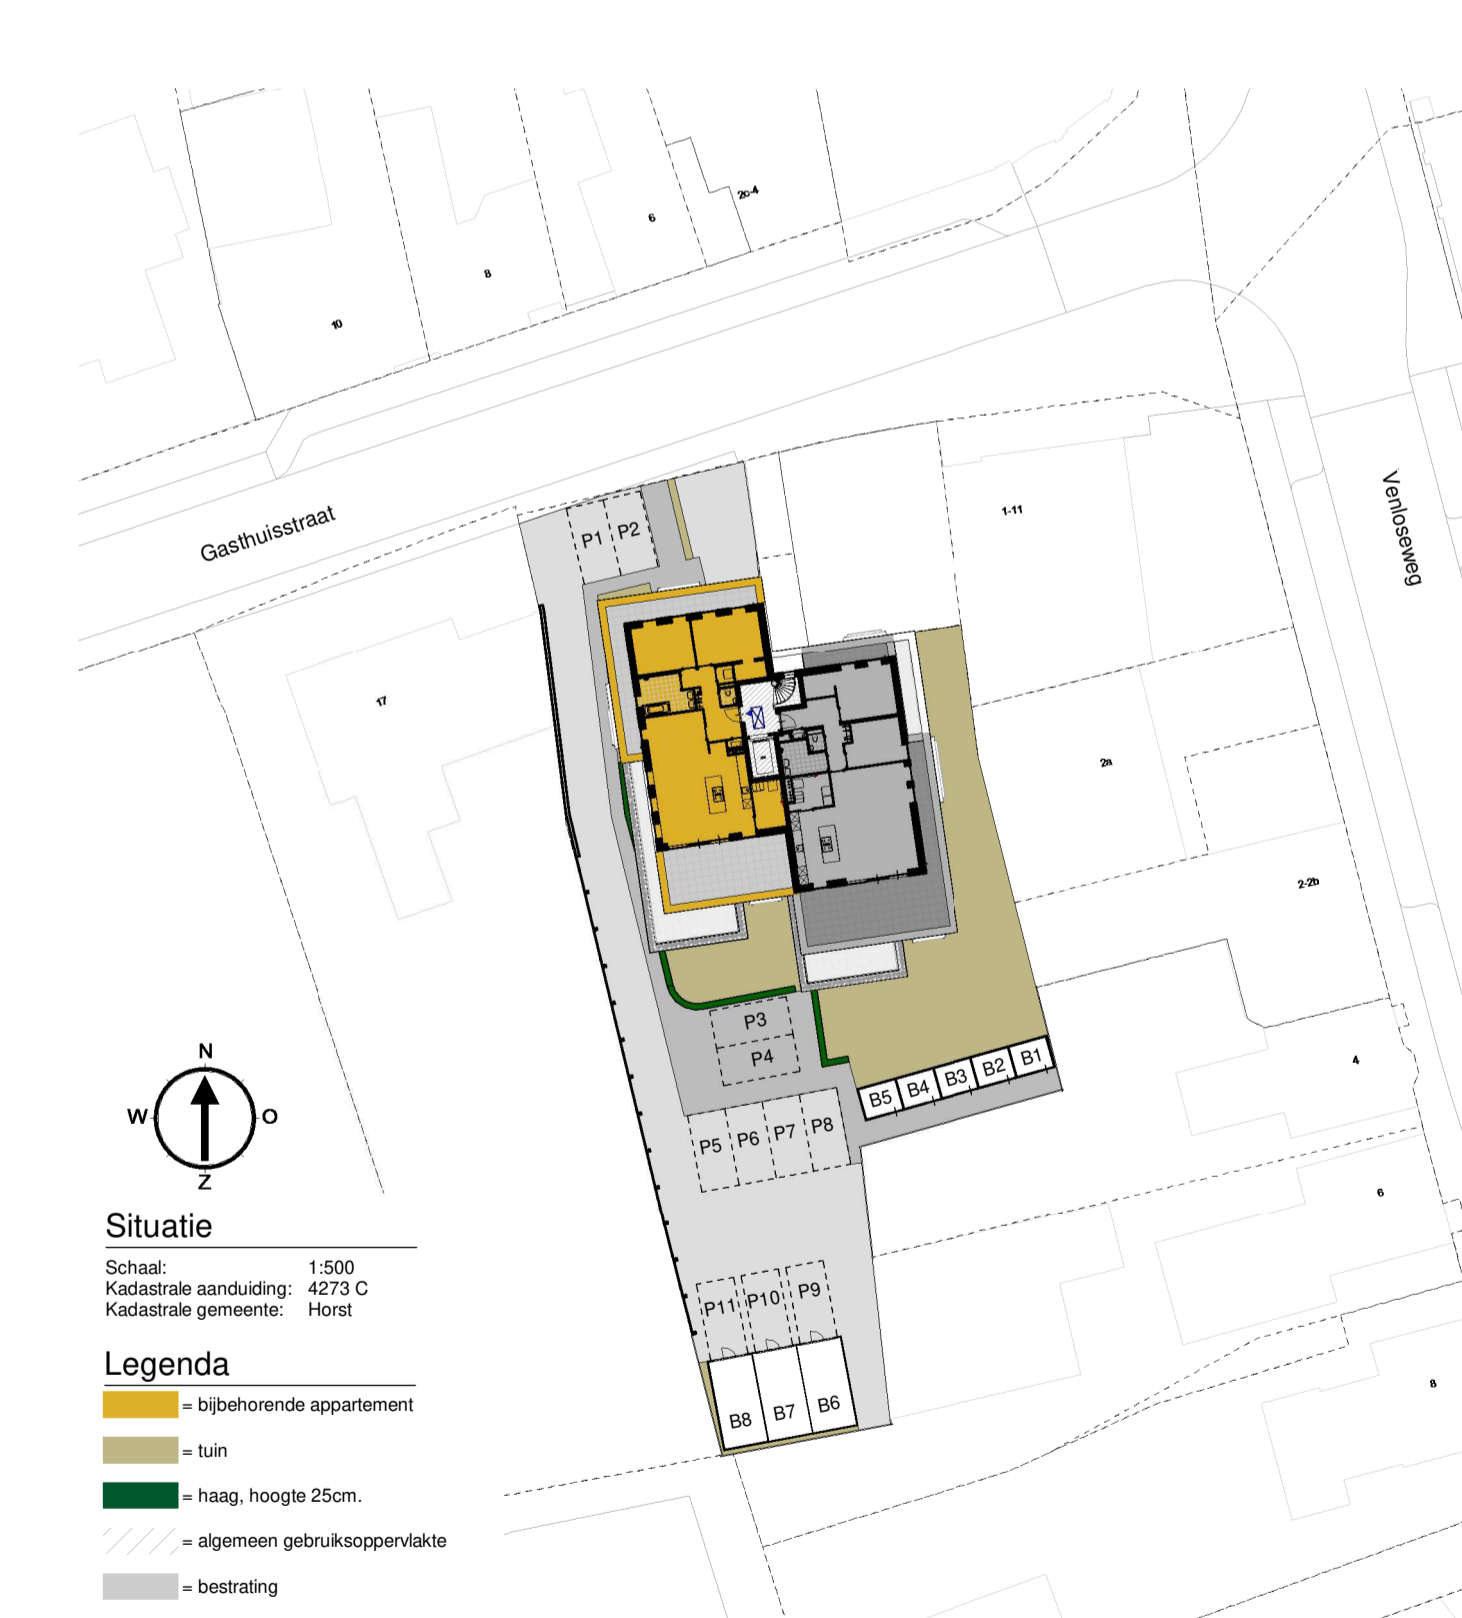 2c-4
6
8
10
Gasthuisstraat
Venloseweg
P1
P2
1-11
17
2a
2-2b
P3
P4
B5
B4
B3
B2
B1
4
P5
P6
P7
P8
6
N
W
O
Z
P11
P10
P9
B8
B7
B6
8
Situatie
Schaal: 1:500
Kadastrale aanduiding: 4273 C
Kadastrale gemeente: Horst
Legenda
= bijbehorende appartement
= tuin
= haag, hoogte 25cm.
= algemeen gebruiksoppervlakte
= bestrating